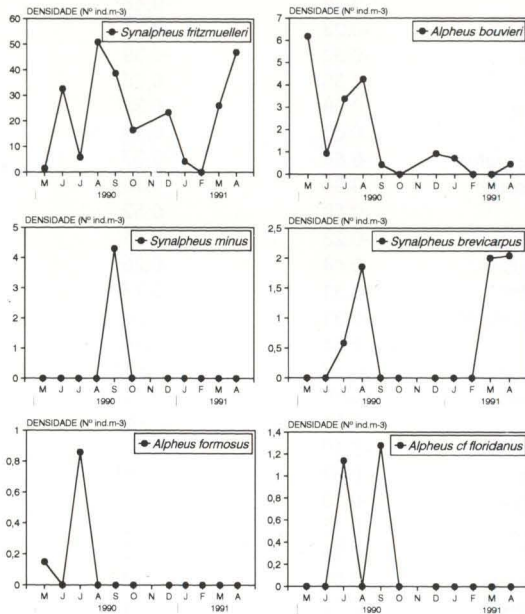 DENSIDADE (Nº ind.m-3)
Synalpheus fritzmuelleri
60
50
40
30
20
10
0
M J J A S O N D J F M A
1990 1991
DENSIDADE (Nº ind.m-3)
Alpheus bouvieri
7
6
5
4
3
2
1
0
M J J A S O N D J F M A
1990 1991
DENSIDADE (Nº ind.m-3)
Synalpheus minus
5
4
3
2
1
0
M J J A S O N D J F M A
1990 1991
DENSIDADE (Nº ind.m-3)
Synalpheus brevicarpus
2,5
2
1,5
1
0,5
0
M J J A S O N D J F M A
1990 1991
DENSIDADE (Nº ind.m-3)
Alpheus formosus
1
0,8
0,6
0,4
0,2
0
M J J A S O N D J F M A
1990 1991
DENSIDADE (Nº ind.m-3)
Alpheus cf floridanus
1,4
1,2
1
0,8
0,6
0,4
0,2
0
M J J A S O N D J F M A
1990 1991